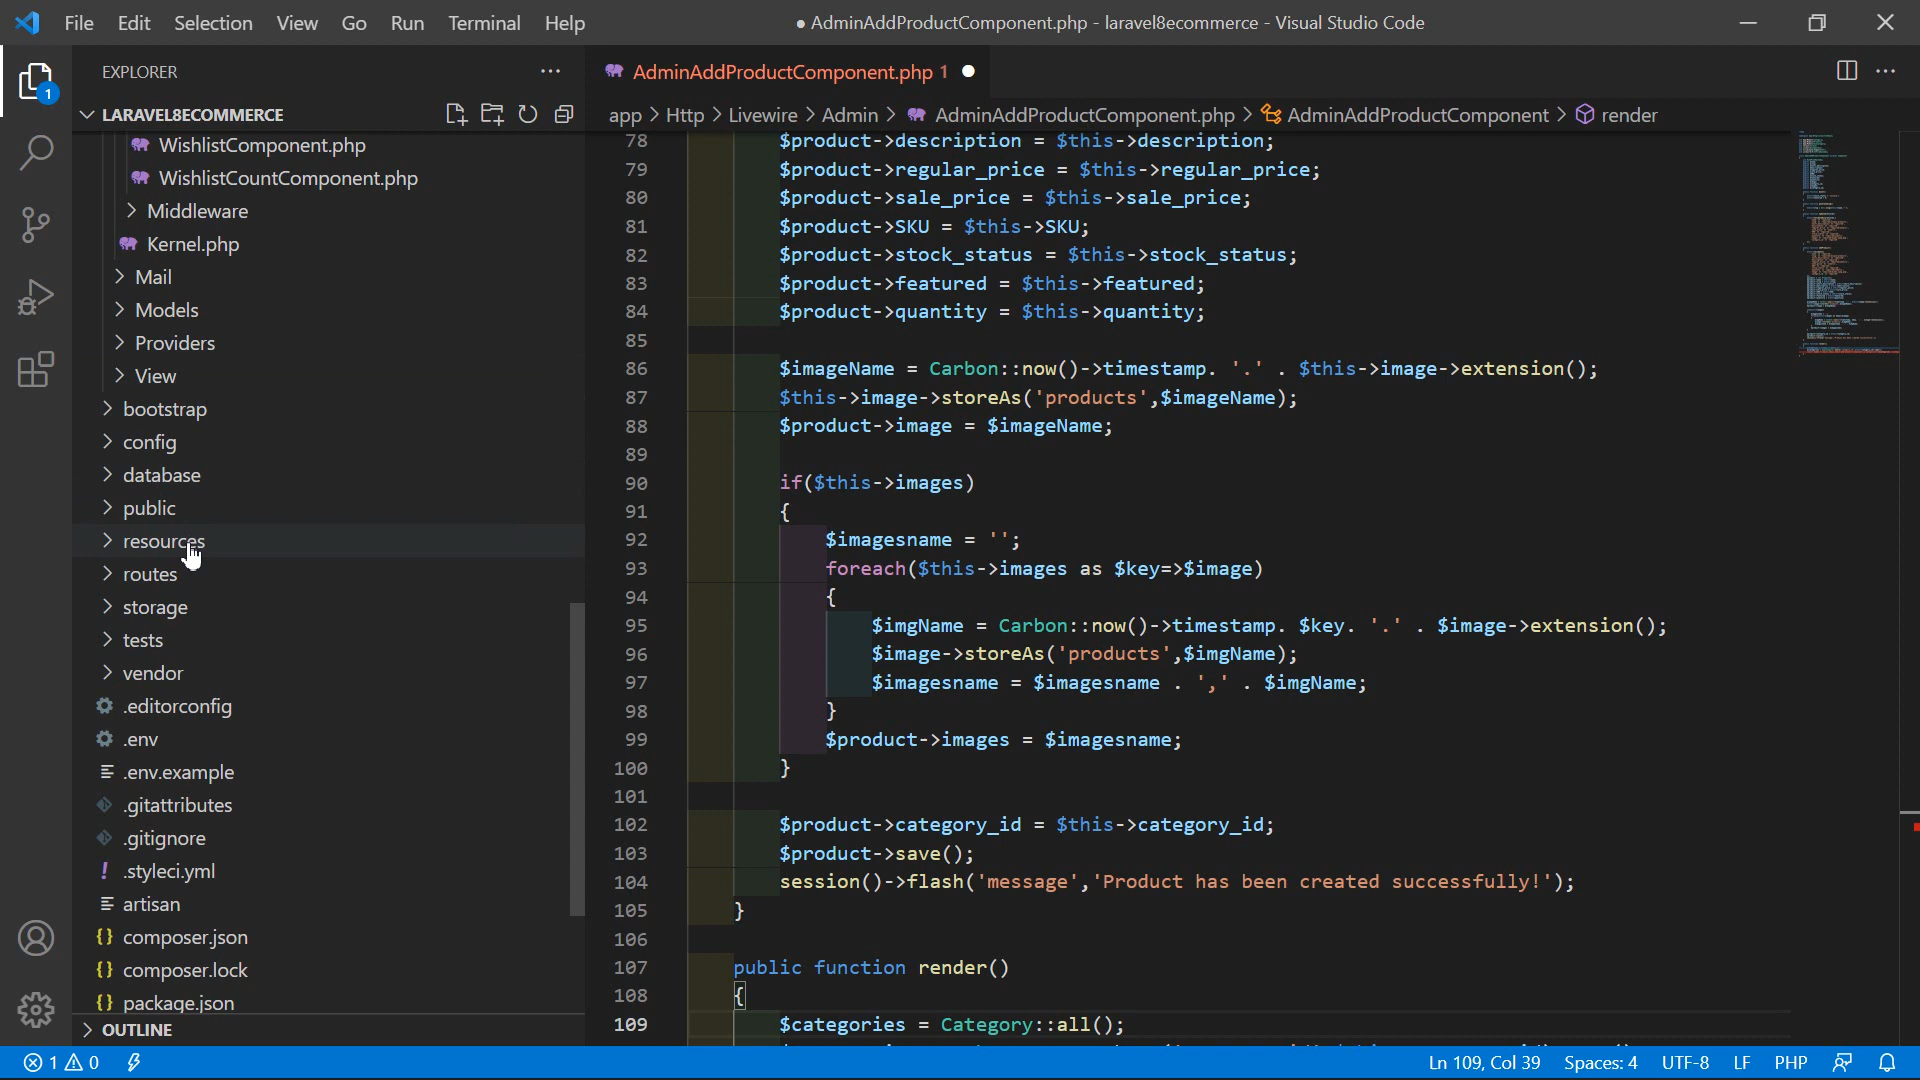 File Edit Selection View Go Run Terminal Help
● AdminAddProductComponent.php - laravel8ecommerce - Visual Studio Code
EXPLORER
1
LARAVEL8ECOMMERCE
WishlistComponent.php
WishlistCountComponent.php
Middleware
Kernel.php
Mail
Models
Providers
View
bootstrap
config
database
public
resources
routes
storage
tests
vendor
.editorconfig
.env
.env.example
.gitattributes
.gitignore
.styleci.yml
artisan
composer.json
composer.lock
package.json
OUTLINE
AdminAddProductComponent.php 1
app > Http > Livewire > Admin > AdminAddProductComponent.php > AdminAddProductComponent > render
78 $product->description = $this->description;
79 $product->regular_price = $this->regular_price;
80 $product->sale_price = $this->sale_price;
81 $product->SKU = $this->SKU;
82 $product->stock_status = $this->stock_status;
83 $product->featured = $this->featured;
84 $product->quantity = $this->quantity;
85
86 $imageName = Carbon::now()->timestamp. '.' . $this->image->extension();
87 $this->image->storeAs('products',$imageName);
88 $product->image = $imageName;
89
90 if($this->images)
91 {
92 $imagesname = '';
93 foreach($this->images as $key=>$image)
94 {
95 $imgName = Carbon::now()->timestamp. $key. '.' . $image->extension();
96 $image->storeAs('products',$imgName);
97 $imagesname = $imagesname . ',' . $imgName;
98 }
99 $product->images = $imagesname;
100 }
101
102 $product->category_id = $this->category_id;
103 $product->save();
104 session()->flash('message','Product has been created successfully!');
105 }
106
107 public function render()
108 {
109 $categories = Category::all();
1 0
Ln 109, Col 39 Spaces: 4 UTF-8 LF PHP